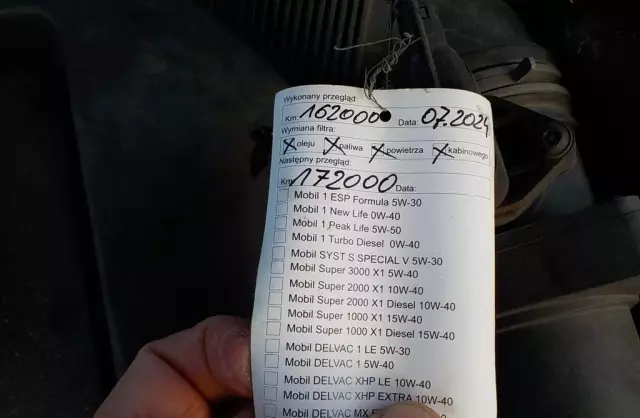 Wykonany przegląd:
Km: 162000 Data: 07.2024
Wymiana filtra:
oleju paliwa powietrza kabinowego
Następny przegląd:
Km: 172000 Data:
Mobil 1 ESP Formula 5W-30
Mobil 1 New Life 0W-40
Mobil 1 Peak Life 5W-50
Mobil 1 Turbo Diesel 0W-40
Mobil SYST S SPECIAL V 5W-30
Mobil Super 3000 X1 5W-40
Mobil Super 2000 X1 10W-40
Mobil Super 2000 X1 Diesel 10W-40
Mobil Super 1000 X1 15W-40
Mobil Super 1000 X1 Diesel 15W-40
Mobil DELVAC 1 LE 5W-30
Mobil DELVAC 1 5W-40
Mobil DELVAC XHP LE 10W-40
Mobil DELVAC XHP EXTRA 10W-40
Mobil DELVAC MX